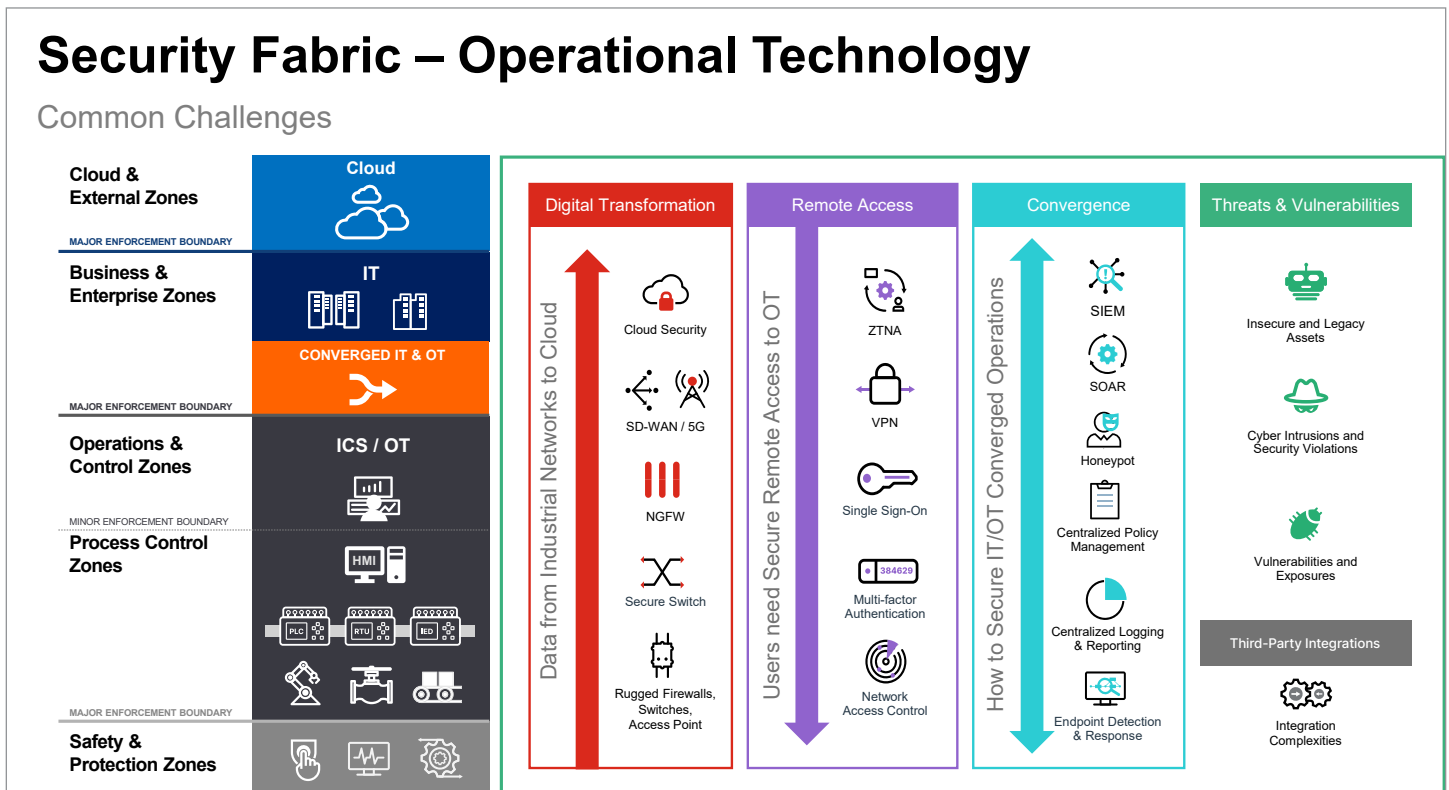 Security Fabric – Operational Technology
Common Challenges
Cloud &
External Zones
MAJOR ENFORCEMENT BOUNDARY
Business &
Enterprise Zones
MAJOR ENFORCEMENT BOUNDARY
Operations &
Control Zones
MINOR ENFORCEMENT BOUNDARY
Process Control
Zones
MAJOR ENFORCEMENT BOUNDARY
Safety &
Protection Zones
Cloud
IT
CONVERGED IT & OT
ICS / OT
HMI
PLC
RTU
IED
Digital Transformation
Data from Industrial Networks to Cloud
Cloud Security
SD-WAN / 5G
NGFW
Secure Switch
Rugged Firewalls,
Switches,
Access Point
Remote Access
Users need Secure Remote Access to OT
ZTNA
VPN
Single Sign-On
384629
Multi-factor
Authentication
Network
Access Control
Convergence
How to Secure IT/OT Converged Operations
SIEM
SOAR
Honeypot
Centralized Policy
Management
Centralized Logging
& Reporting
Endpoint Detection
& Response
Threats & Vulnerabilities
Insecure and Legacy
Assets
Cyber Intrusions and
Security Violations
Vulnerabilities and
Exposures
Third-Party Integrations
Integration
Complexities